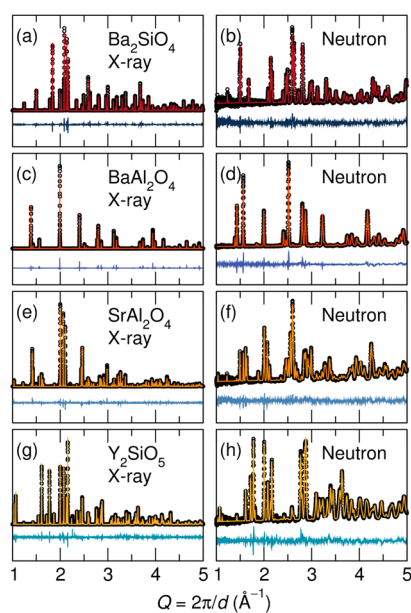 (a) Ba₂SiO₄
X-ray
(b) Neutron
(c) BaAl₂O₄
X-ray
(d) Neutron
(e) SrAl₂O₄
X-ray
(f) Neutron
(g) Y₂SiO₅
X-ray
(h) Neutron
1 2 3 4 5 1 2 3 4 5
Q = 2π/d (Å⁻¹)